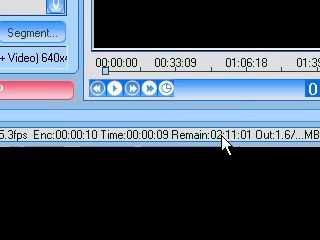 Segment...
+ Video) 640x4
00:00:00 00:33:09 01:06:18 01:39
0
5.3fps Enc:00:00:10 Time:00:00:09 Remain:02:11:01 Out:1.6/...MB